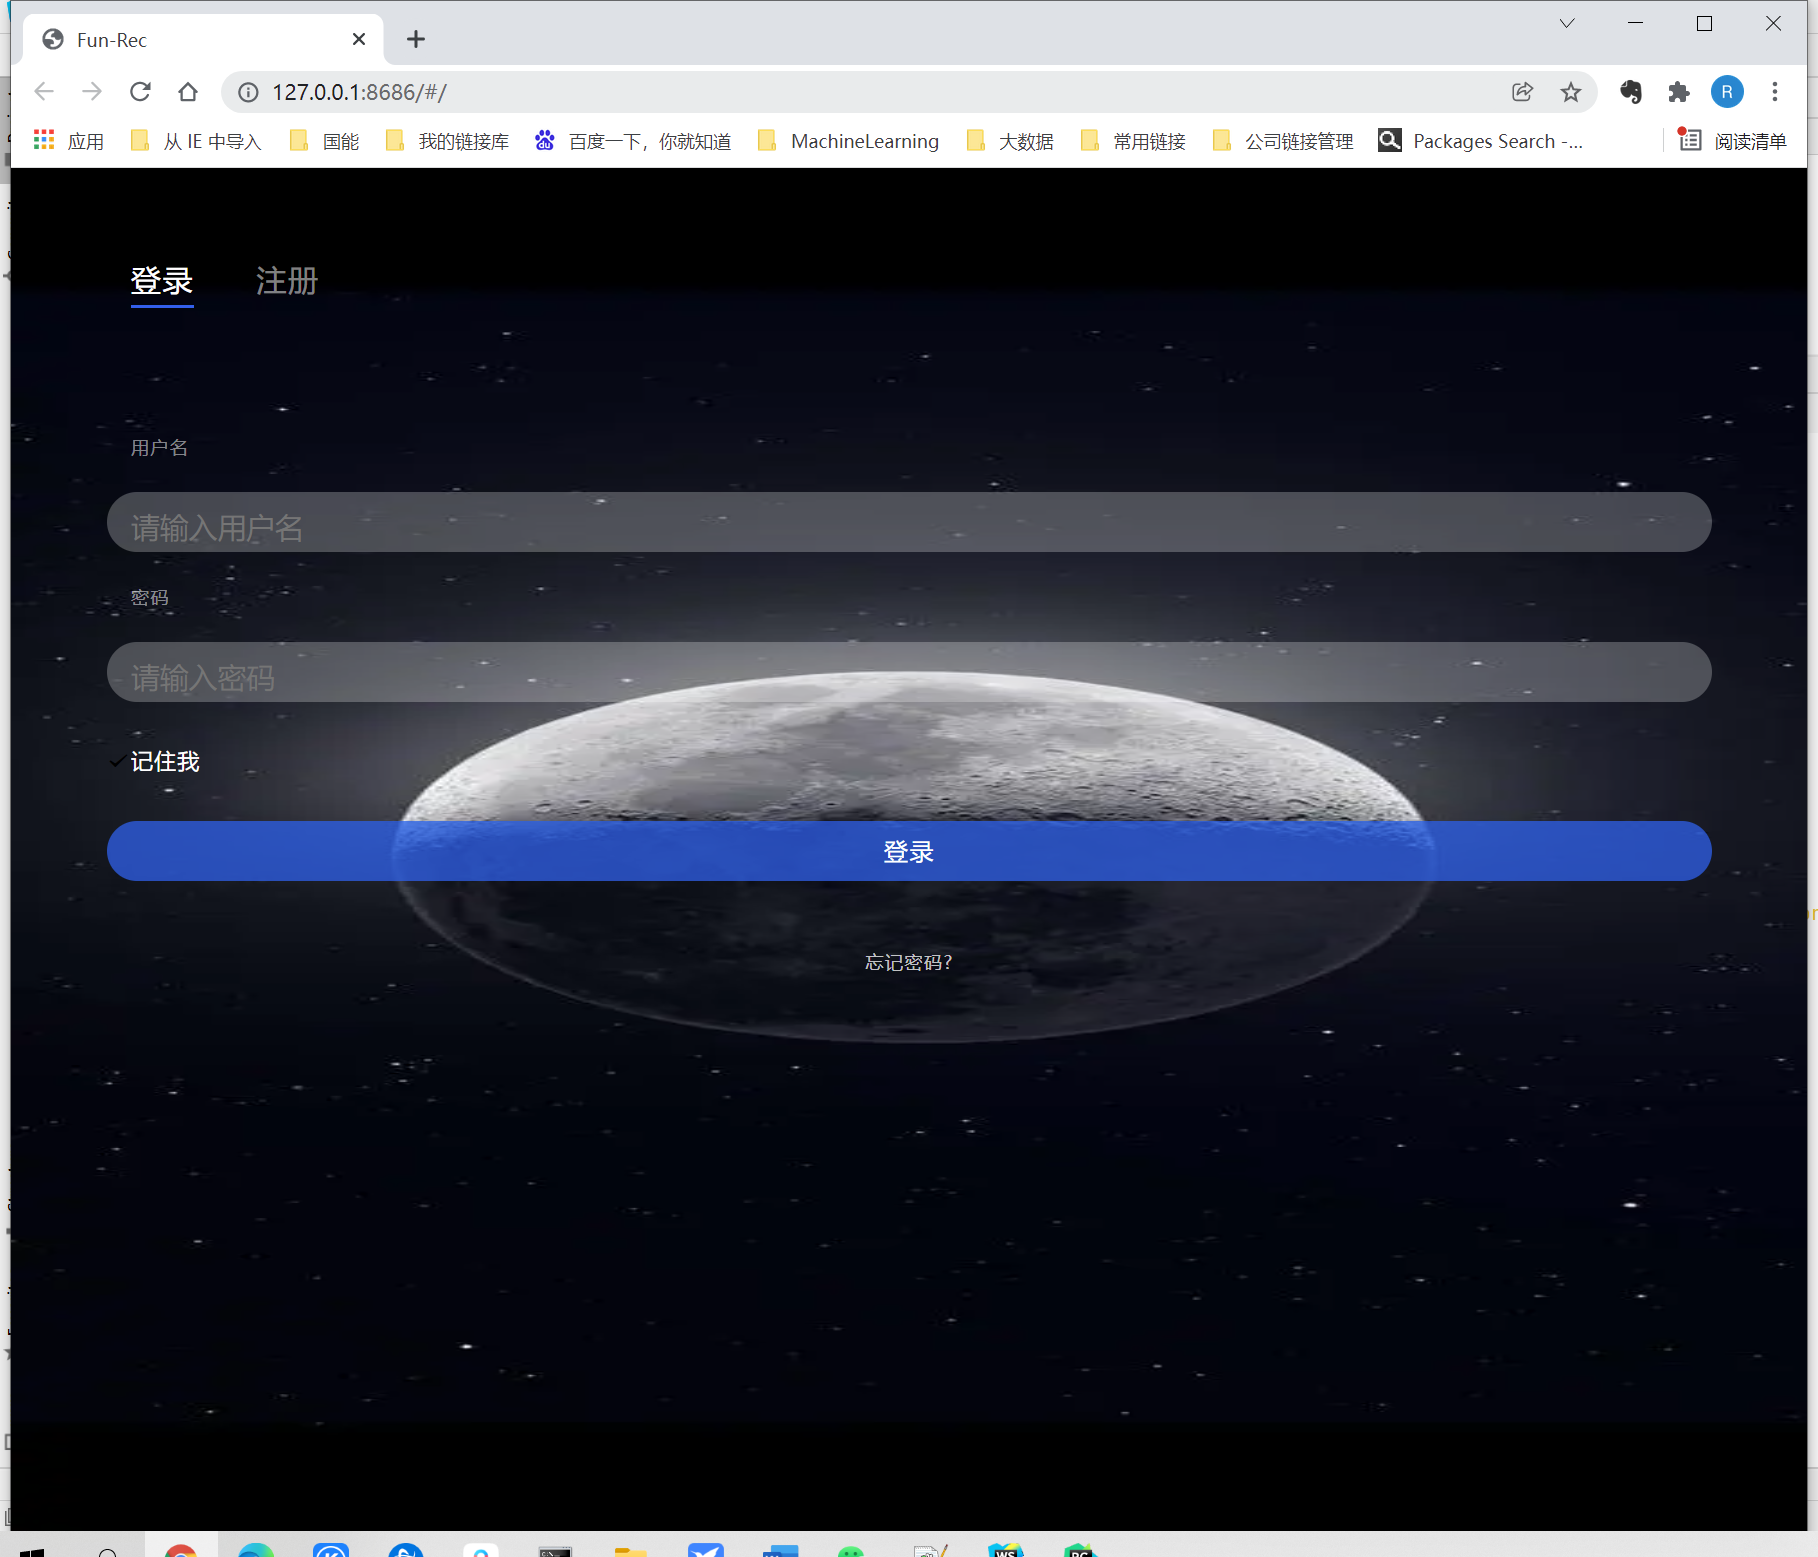 Fun-Rec
127.0.0.1:8686/#/
R
应用 从 IE 中导入 国能 我的链接库 百度一下，你就知道 MachineLearning 大数据 常用链接 公司链接管理 Packages Search -... 阅读清单
登录 注册
用户名
请输入用户名
密码
请输入密码
记住我
登录
忘记密码?